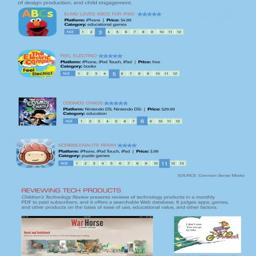 of design production, and child engagement.
ELMO LOVES ABCS FOR IPAD ★★★★★
Platform: iPhone | Price: $4.99
Category: educational games
AGE 1 2 3 4 5 6 7 8 9 10 11 12
FEEL ELECTRIC! ★★★★★
Platform: iPhone, iPod Touch, iPad | Price: free
Category: books
AGE 1 2 3 4 5 6 7 8 9 10 11 12
COSMOS CHAOS ★★★★★
Platform: Nintendo DS, Nintendo DSi | Price: $29.99
Category: education
AGE 1 2 3 4 5 6 7 8 9 10 11 12
SCRIBBLENAUTS REMIX ★★★★
Platform: iPhone, iPod Touch, iPad | Price: 0.99
Category: puzzle games
AGE 1 2 3 4 5 6 7 8 9 10 11 12 13
SOURCE: Common Sense Media
REVIEWING TECH PRODUCTS
Children's Technology Review presents reviews of technology products in a monthly
PDF to paid subscribers, and it offers a searchable Web database. It judges apps, games,
and other products on the basis of ease of use, educational value, and other factors.
War Horse